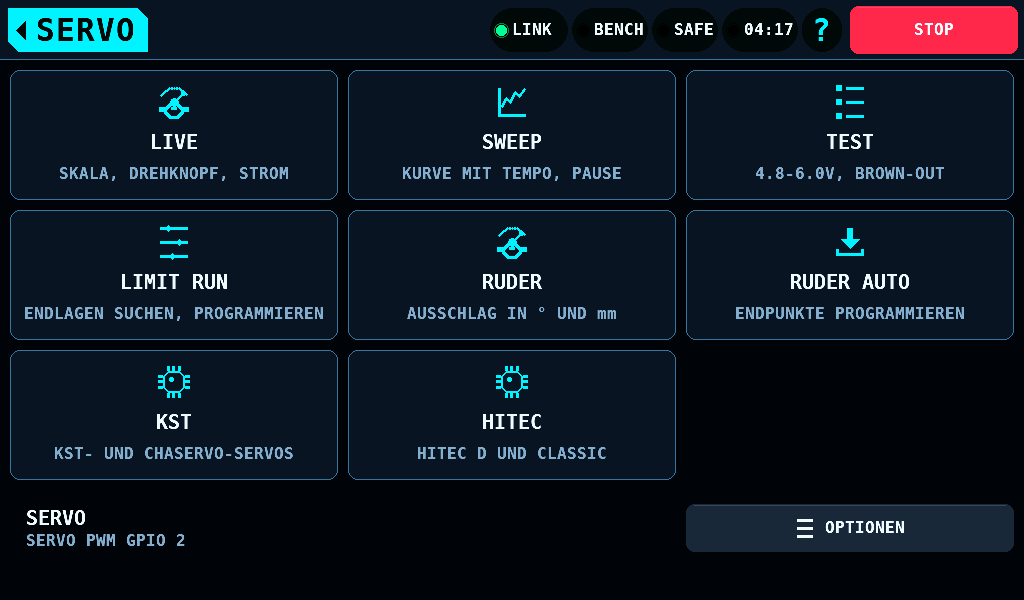 SERVO
LINK
BENCH
SAFE
04:17
?
STOP
LIVE
SKALA, DREHKNOPF, STROM
SWEEP
KURVE MIT TEMPO, PAUSE
TEST
4.8-6.0V, BROWN-OUT
LIMIT RUN
ENDLAGEN SUCHEN, PROGRAMMIEREN
RUDER
AUSSCHLAG IN ° UND mm
RUDER AUTO
ENDPUNKTE PROGRAMMIEREN
KST
KST- UND CHASERVO-SERVOS
HITEC
HITEC D UND CLASSIC
SERVO
SERVO PWM GPIO 2
OPTIONEN